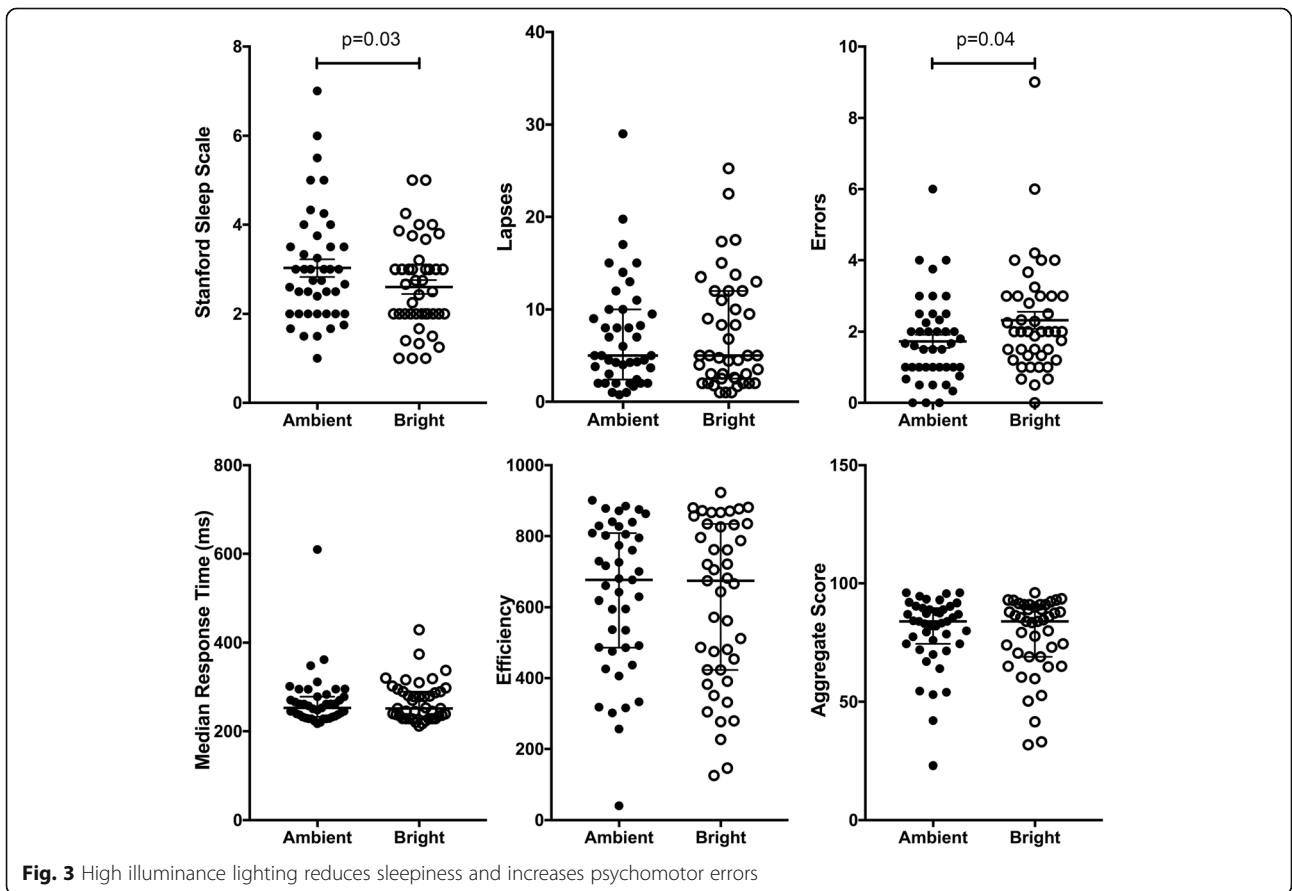 p=0.03
8
6
4
2
0
Stanford Sleep Scale
Ambient Bright
40
30
20
10
0
Lapses
Ambient Bright
p=0.04
10
8
6
4
2
0
Errors
Ambient Bright
800
600
400
200
0
Median Response Time (ms)
Ambient Bright
1000
800
600
400
200
0
Efficiency
Ambient Bright
150
100
50
0
Aggregate Score
Ambient Bright
Fig. 3 High illuminance lighting reduces sleepiness and increases psychomotor errors